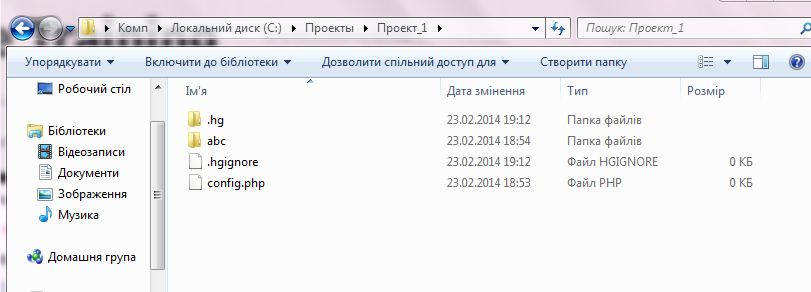 Комп ▸ Локальний диск (C:) ▸ Проекты ▸ Проект_1
Пошук: Проект_1
Упорядкувати Включити до бібліотеки Дозволити спільний доступ для Створити папку
Робочий стіл
Бібліотеки
Відеозаписи
Документи
Зображення
Музика
Домашня група
Ім'я Дата змінення Тип Розмір
.hg 23.02.2014 19:12 Папка файлів
abc 23.02.2014 18:54 Папка файлів
.hgignore 23.02.2014 19:12 Файл HGIGNORE 0 КБ
config.php 23.02.2014 18:53 Файл PHP 0 КБ